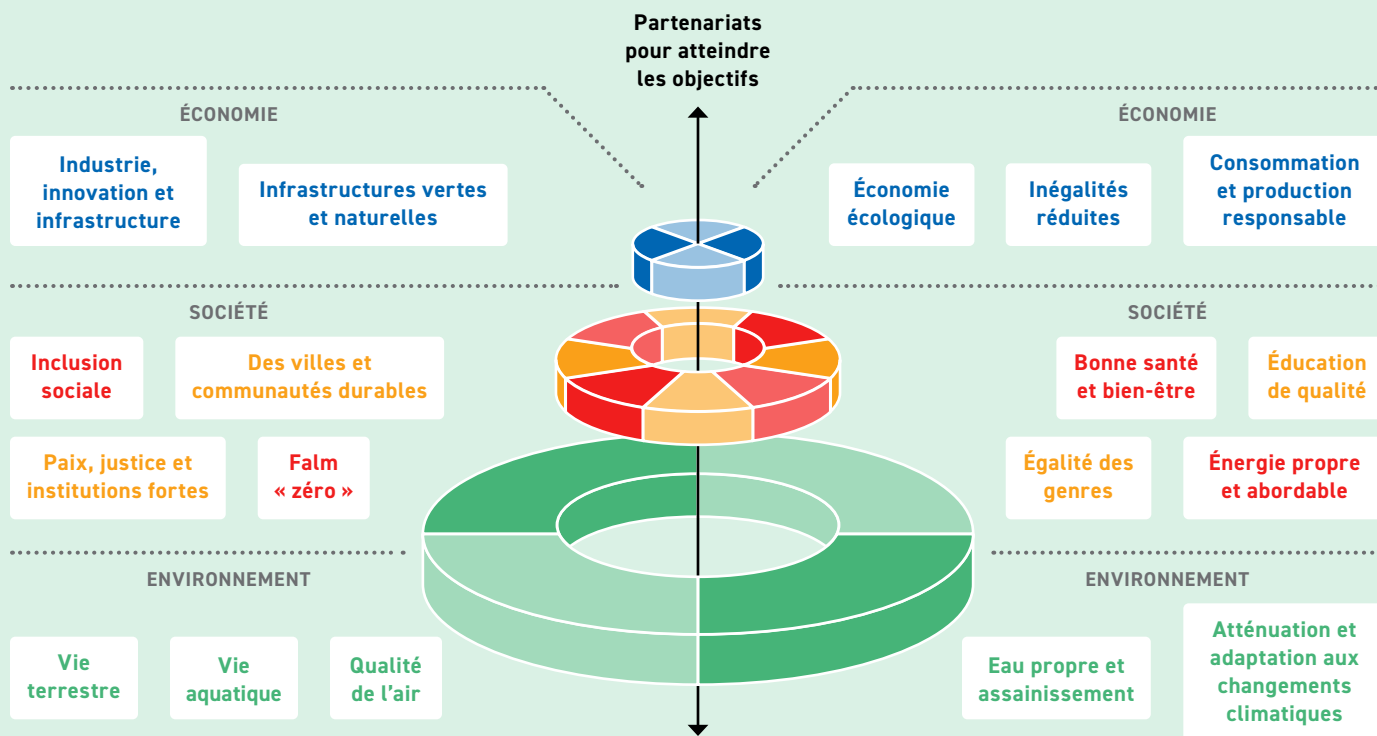 Partenariats
pour atteindre
les objectifs
ÉCONOMIE
Industrie,
innovation et
infrastructure
Infrastructures vertes
et naturelles
ÉCONOMIE
Économie
écologique
Inégalités
réduites
Consommation
et production
responsable
SOCIÉTÉ
Inclusion
sociale
Des villes et
communautés durables
Paix, justice et
institutions fortes
Falm
« zéro »
SOCIÉTÉ
Bonne santé
et bien-être
Éducation
de qualité
Égalité des
genres
Énergie propre
et abordable
ENVIRONNEMENT
Vie
terrestre
Vie
aquatique
Qualité
de l'air
ENVIRONNEMENT
Eau propre et
assainissement
Atténuation et
adaptation aux
changements
climatiques